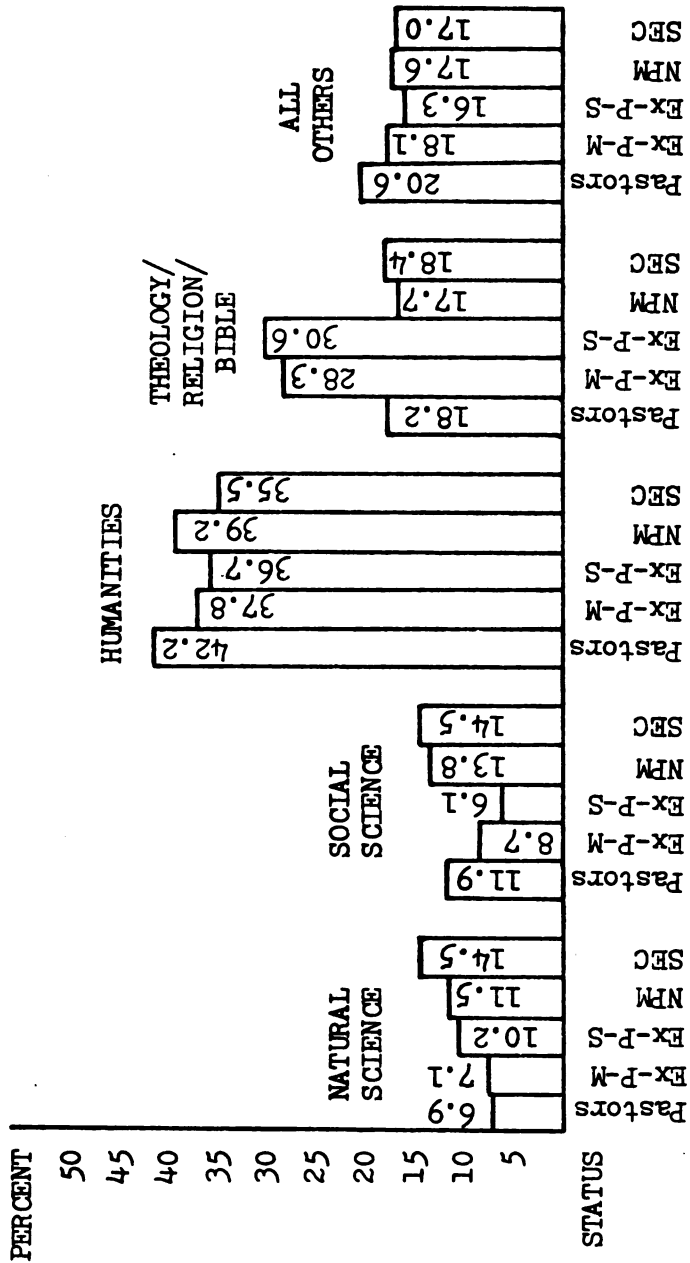 PERCENT
50
45
40
35
30
25
20
15
10
5
STATUS
NATURAL
SCIENCE
6.9
7.1
10.2
11.5
14.5
Pastors
Ex-P-M
Ex-P-S
NPM
SEC
SOCIAL
SCIENCE
11.9
8.7
6.1
13.8
14.5
Pastors
Ex-P-M
Ex-P-S
NPM
SEC
HUMANITIES
42.2
37.8
36.7
39.2
35.5
Pastors
Ex-P-M
Ex-P-S
NPM
SEC
THEOLOGY/
RELIGION/
BIBLE
18.2
28.3
30.6
17.7
18.4
Pastors
Ex-P-M
Ex-P-S
NPM
SEC
ALL
OTHERS
20.6
18.1
16.3
17.6
17.0
Pastors
Ex-P-M
Ex-P-S
NPM
SEC